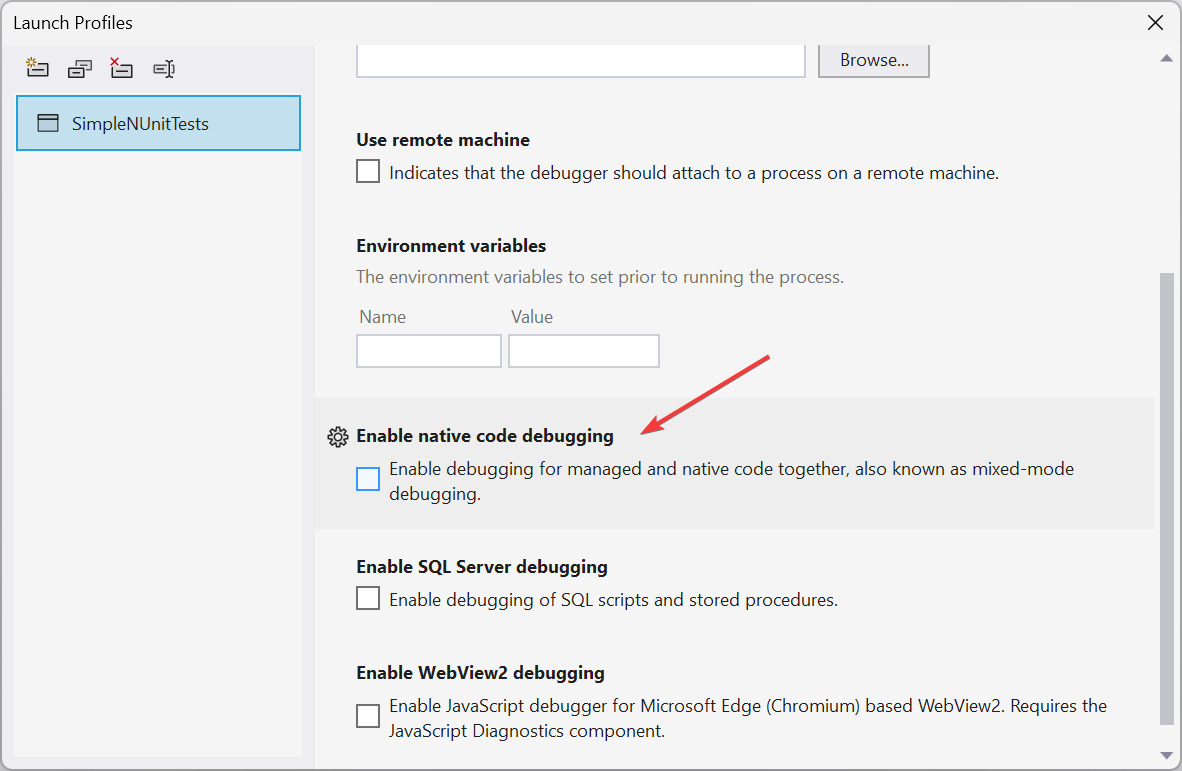 Launch Profiles
SimpleNUnitTests
Browse...
Use remote machine
Indicates that the debugger should attach to a process on a remote machine.
Environment variables
The environment variables to set prior to running the process.
Name Value
Enable native code debugging
Enable debugging for managed and native code together, also known as mixed-mode
debugging.
Enable SQL Server debugging
Enable debugging of SQL scripts and stored procedures.
Enable WebView2 debugging
Enable JavaScript debugger for Microsoft Edge (Chromium) based WebView2. Requires the
JavaScript Diagnostics component.